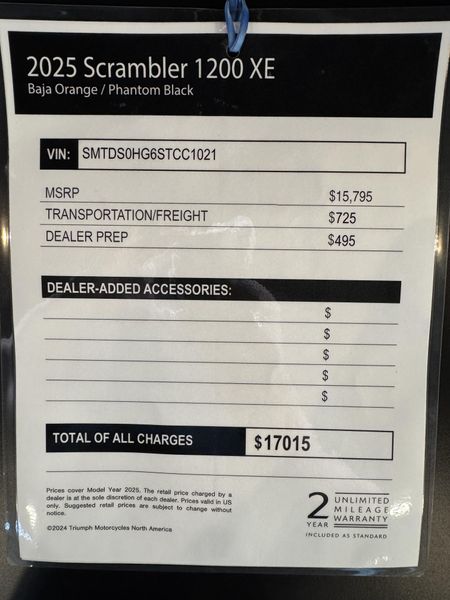 2025 Scrambler 1200 XE
Baja Orange / Phantom Black
VIN: SMTDS0HG6STCC1021
MSRP $15,795
TRANSPORTATION/FREIGHT $725
DEALER PREP $495
DEALER-ADDED ACCESSORIES:
$
$
$
$
$
TOTAL OF ALL CHARGES $17015
Prices cover Model Year 2025. The retail price charged by a
dealer is at the sole discretion of each dealer. Prices valid in US
only. Suggested retail prices are subject to change without
notice.
©2024 Triumph Motorcycles North America
2 YEAR
UNLIMITED
MILEAGE
WARRANTY
INCLUDED AS STANDARD